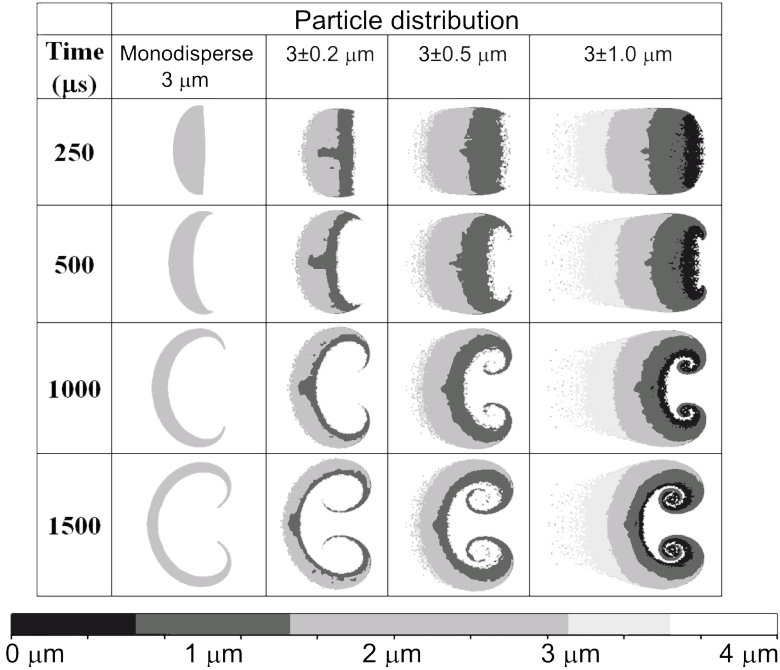 Particle distribution
Time (μs)
Monodisperse 3 μm
3±0.2 μm
3±0.5 μm
3±1.0 μm
250
500
1000
1500
0 μm
1 μm
2 μm
3 μm
4 μm